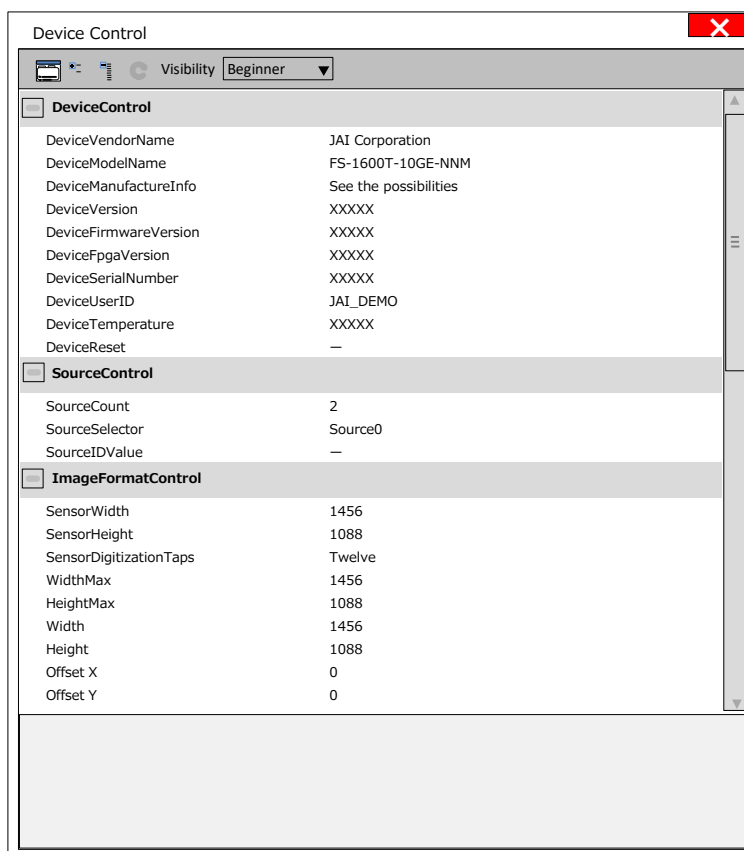 Device Control
Visibility Beginner
DeviceControl
DeviceVendorName JAI Corporation
DeviceModelName FS-1600T-10GE-NNM
DeviceManufactureInfo See the possibilities
DeviceVersion XXXXX
DeviceFirmwareVersion XXXXX
DeviceFpgaVersion XXXXX
DeviceSerialNumber XXXXX
DeviceUserID JAI_DEMO
DeviceTemperature XXXXX
DeviceReset —
SourceControl
SourceCount 2
SourceSelector Source0
SourceIDValue —
ImageFormatControl
SensorWidth 1456
SensorHeight 1088
SensorDigitizationTaps Twelve
WidthMax 1456
HeightMax 1088
Width 1456
Height 1088
Offset X 0
Offset Y 0